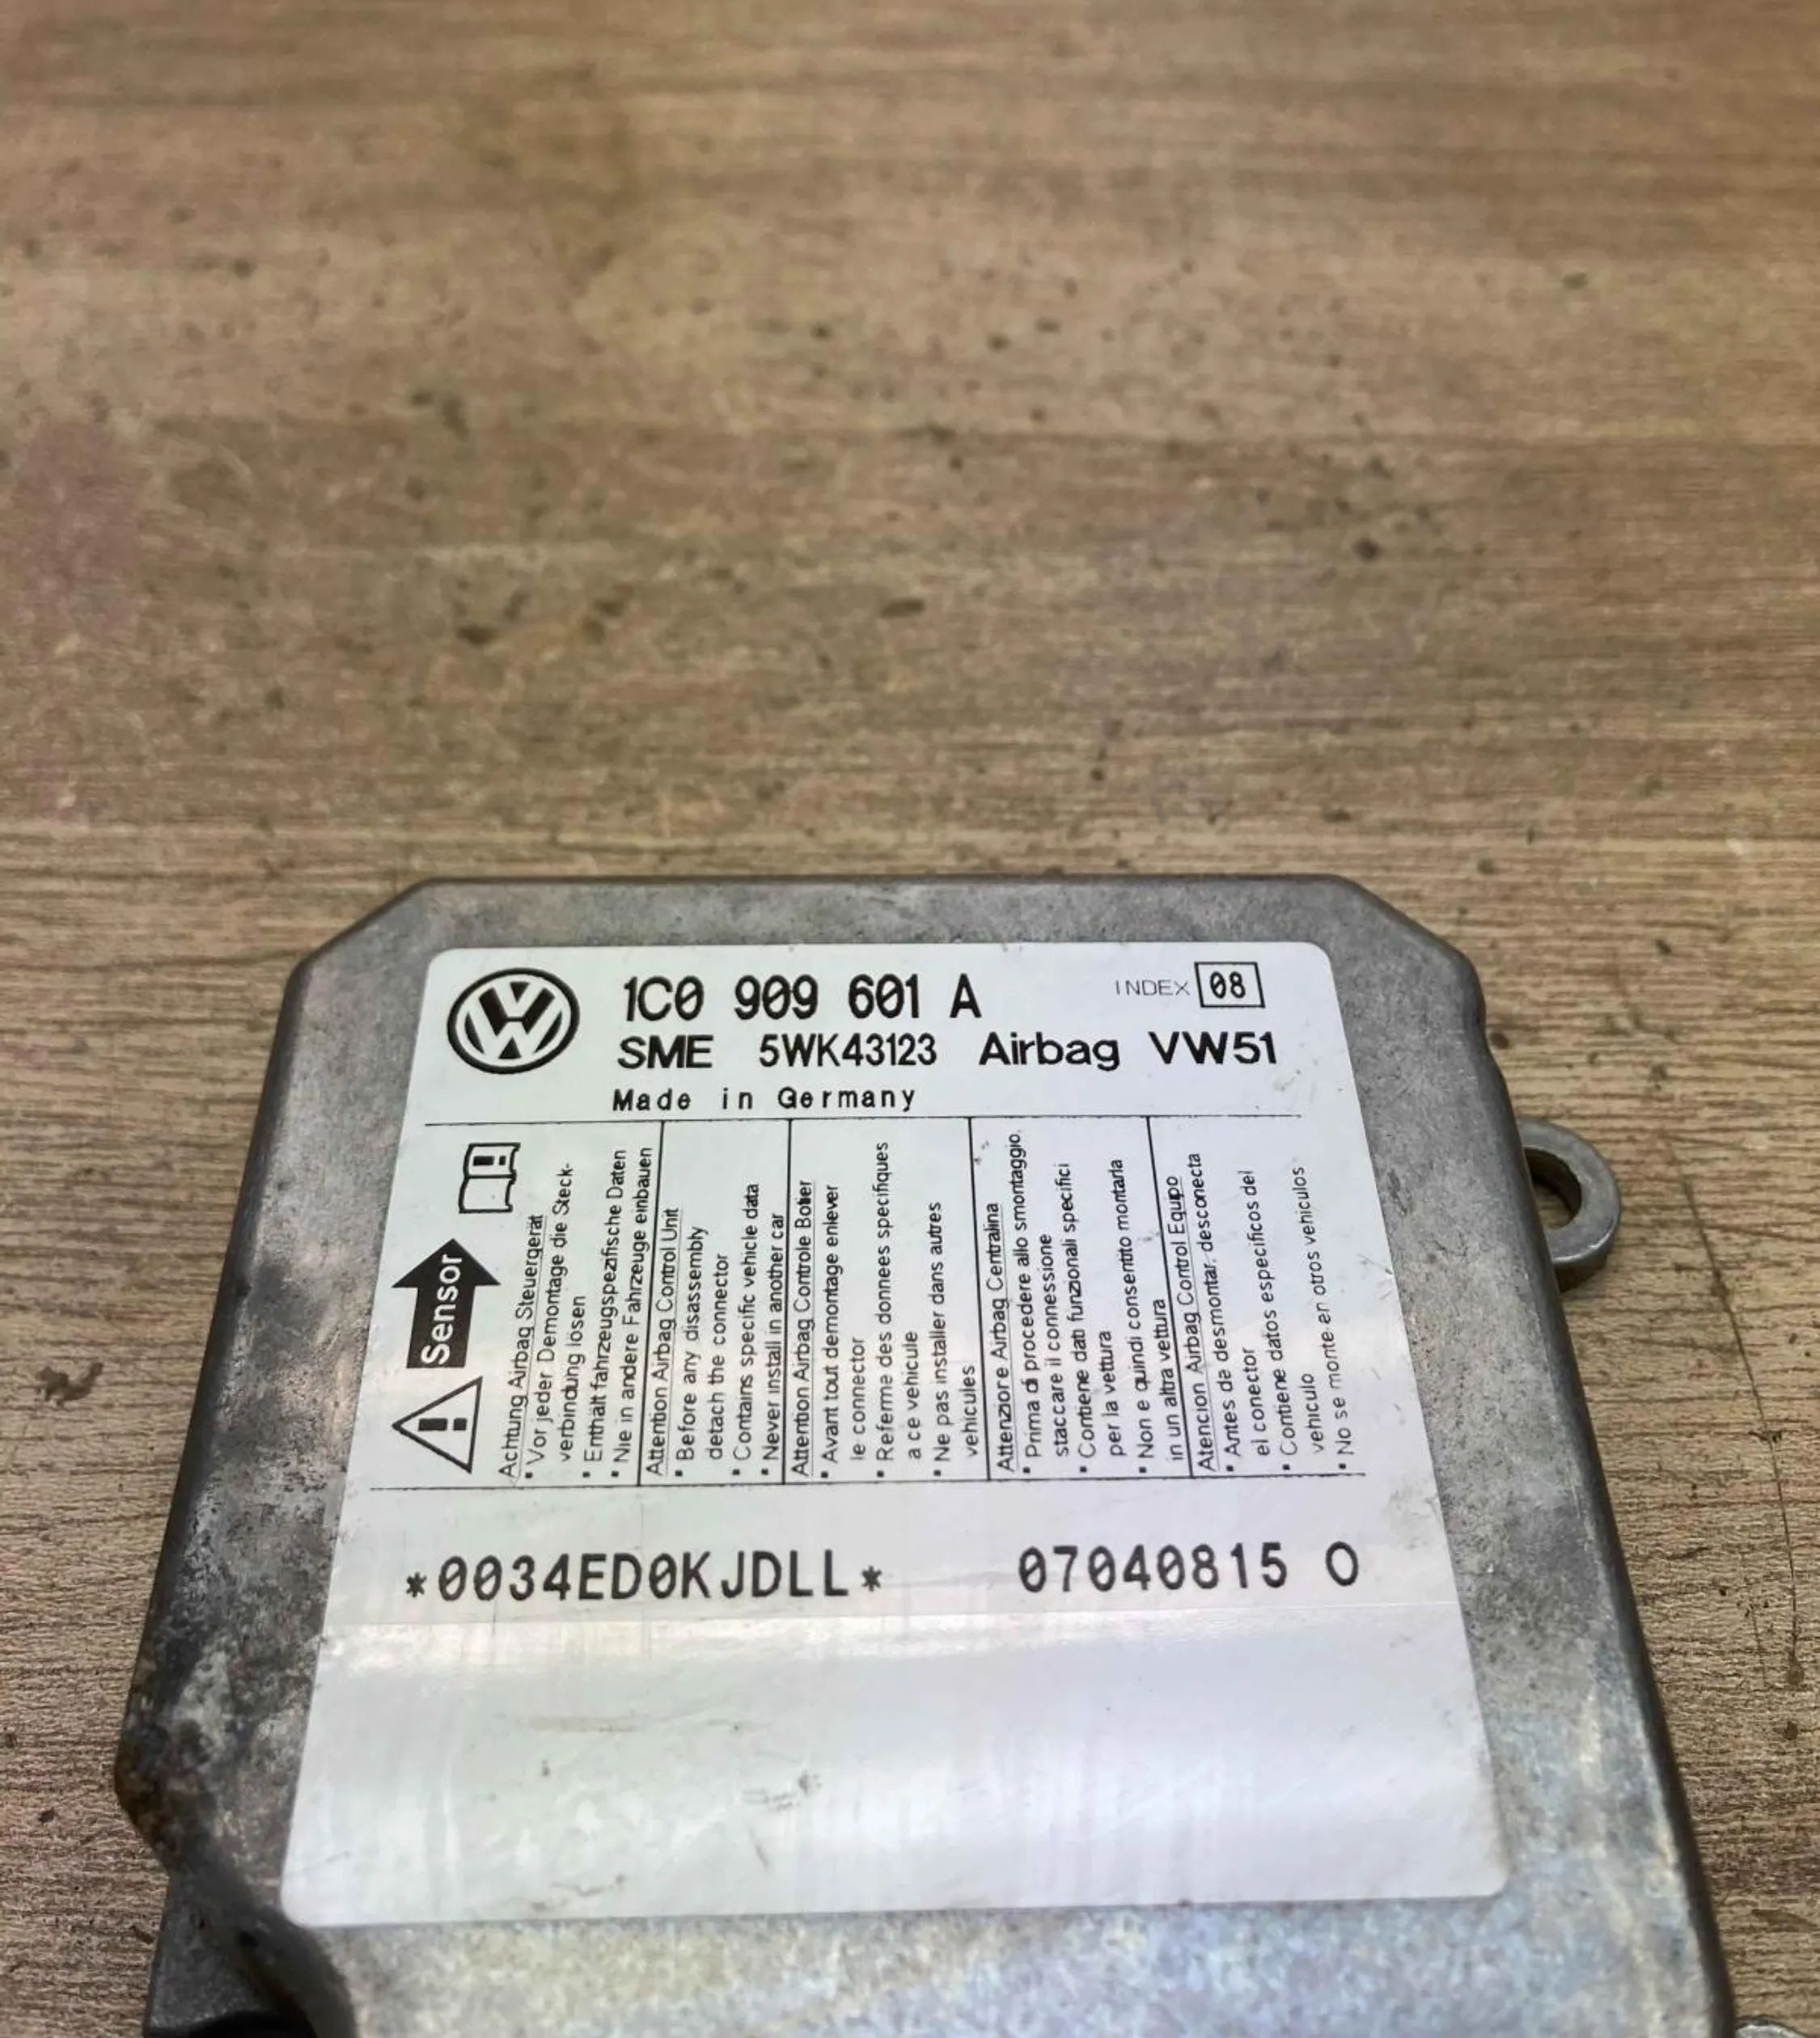 1C0 909 601 A INDEX 08
SME 5WK43123 Airbag VW51
Made in Germany
Sensor
Achtung Airbag Steuergerät
• Vor jeder Demontage die Steck-
verbindung lösen
• Enthält fahrzeugspezifische Daten
• Nie in andere Fahrzeuge einbauen
Attention Airbag Control Unit
• Before any disassembly
detach the connector
• Contains specific vehicle data
• Never install in another car
Attention Airbag Controle Boitier
• Avant tout demontage enlever
le connector
• Referme des donnees specifiques
a ce vehicule
• Ne pas installer dans autres
vehicules
Attenzione Airbag Centralina
• Prima di procedere allo smontaggio,
staccare il connessione
• Contiene dati funzionali specifici
per la vettura
• Non e quindi consentito montarla
in un altra vettura
Atencion Airbag Control Equipo
• Antes de desmontar, desconecta
el conector
• Contiene datos especificos del
vehiculo
• No se monte en otros vehiculos
*0034ED0KJDLL* 07040815 O